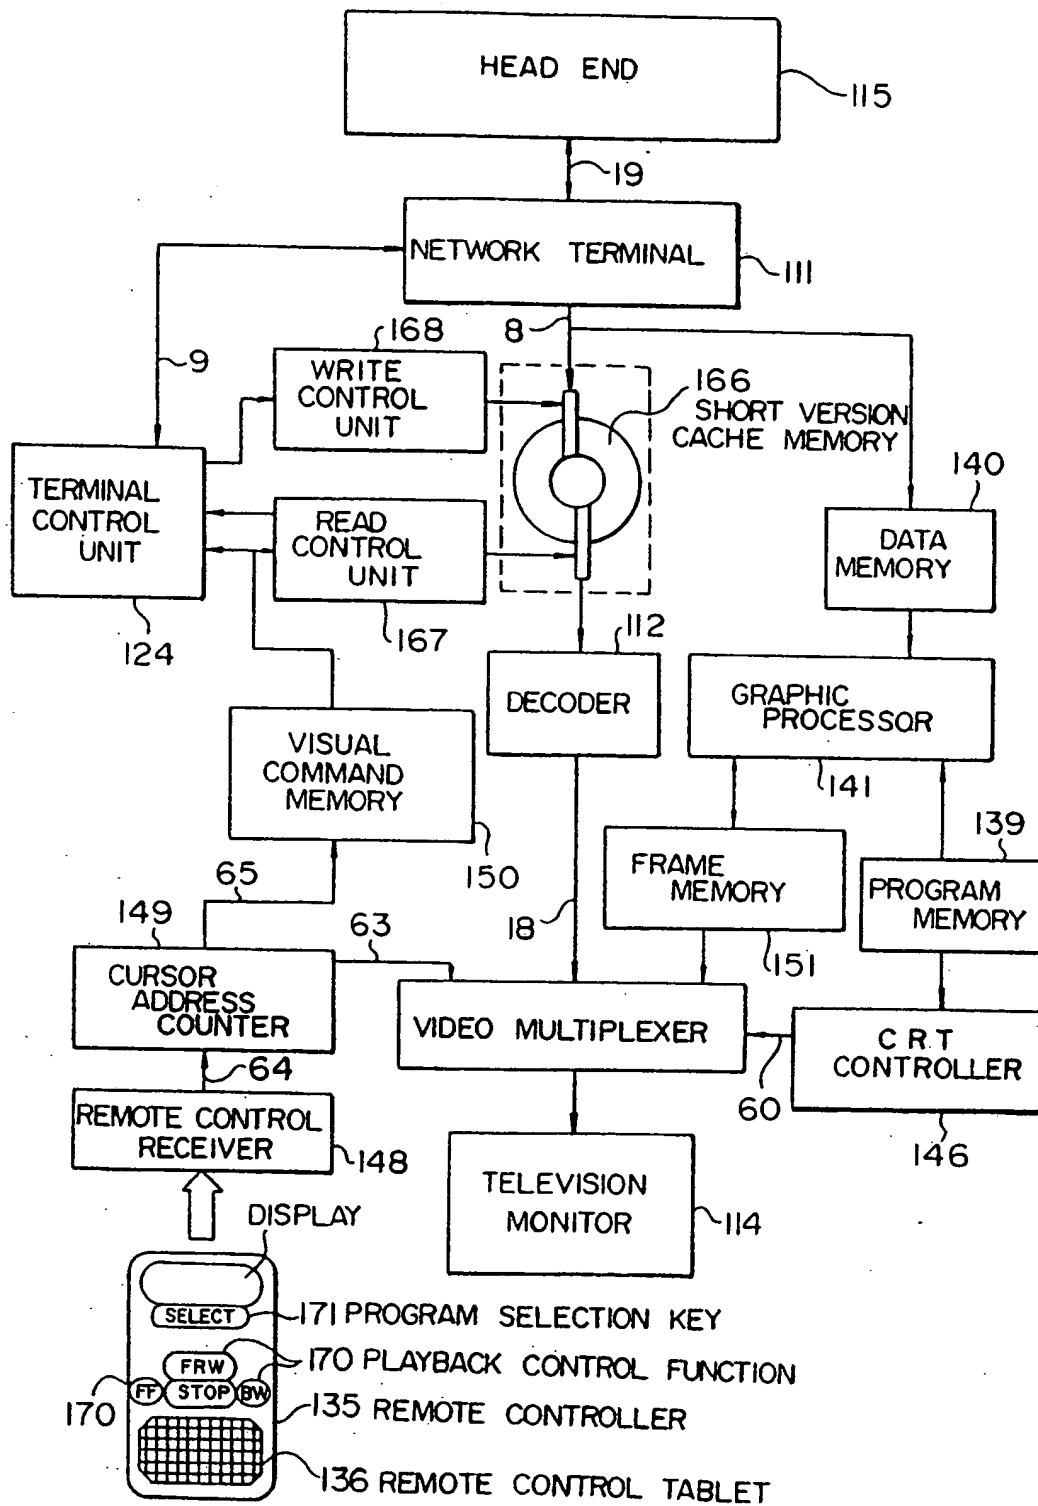 HEAD END
115
19
NETWORK TERMINAL
111
8
9
168
WRITE
CONTROL
UNIT
166
SHORT VERSION
CACHE MEMORY
140
TERMINAL
CONTROL
UNIT
READ
CONTROL
UNIT
DATA
MEMORY
124
167
112
DECODER
GRAPHIC
PROCESSOR
141
VISUAL
COMMAND
MEMORY
150
139
FRAME
MEMORY
PROGRAM
MEMORY
65
149
63
18
151
CURSOR
ADDRESS
COUNTER
VIDEO MULTIPLEXER
CRT
CONTROLLER
64
60
146
REMOTE CONTROL
RECEIVER
148
TELEVISION
MONITOR
114
DISPLAY
SELECT
171 PROGRAM SELECTION KEY
FRW
170 PLAYBACK CONTROL FUNCTION
FF
STOP
BW
170
135 REMOTE CONTROLLER
136 REMOTE CONTROL TABLET